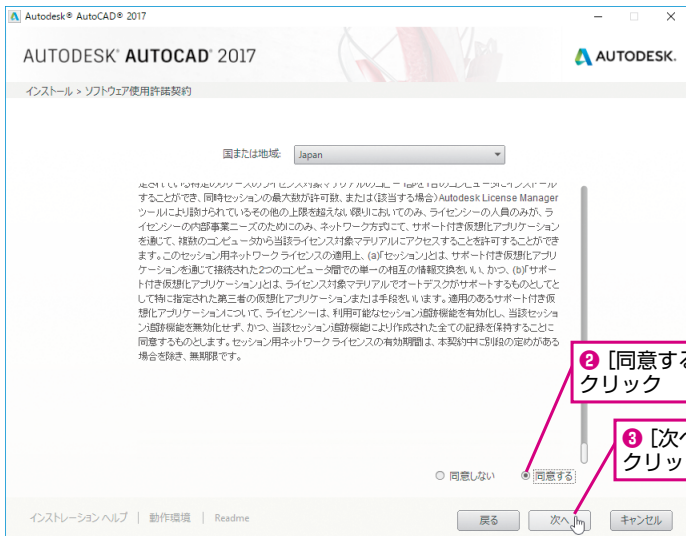 Autodesk® AutoCAD® 2017
AUTODESK® AUTOCAD® 2017
AUTODESK.
インストール > ソフトウェア使用許諾契約
国または地域:
Japan
することができ、同時セッションの最大数が許可数、または(該当する場合)Autodesk License Manager
ツールにより設けられているその他の上限を超えない限りにおいてのみ、ライセンシーの人員のみが、ラ
イセンシーの内部事業ニーズのためにのみ、ネットワーク方式にて、サポート付き仮想化アプリケーション
を通じて、複数のコンピュータから当該ライセンス対象マテリアルにアクセスすることを許可することができ
ます。このセッション用ネットワークライセンスの適用上、(a)「セッション」とは、サポート付き仮想化アプリ
ケーションを通じて接続された2つのコンピュータ間での単一の相互の情報交換をいい、かつ、(b)「サポー
ト付き仮想化アプリケーション」とは、ライセンス対象マテリアルでオートデスクがサポートするものとしてと
して特に指定された第三者の仮想化アプリケーションまたは手段をいいます。適用のあるサポート付き仮
想化アプリケーションについて、ライセンシーは、利用可能なセッション追跡機能を有効化し、当該セッショ
ン追跡機能を無効化せず、かつ、当該セッション追跡機能により作成された全ての記録を保持することに
同意するものとします。セッション用ネットワークライセンスの有効期間は、本契約中に別段の定めがある
場合を除き、無期限です。
❷ [同意する
クリック
❸ [次へ
クリッ
同意しない
同意する
インストレーション ヘルプ | 動作環境 | Readme
戻る
次へ
キャンセル